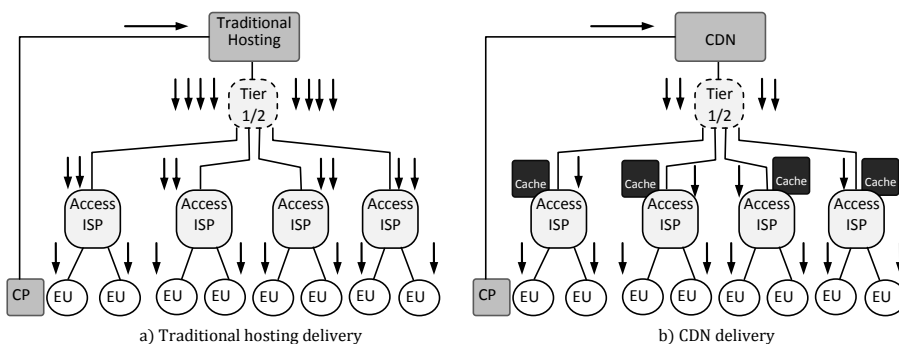 Traditional
Hosting
Tier
1/2
Access
ISP
Access
ISP
Access
ISP
Access
ISP
CP
EU
EU
EU
EU
EU
EU
EU
EU
a) Traditional hosting delivery
CDN
Tier
1/2
Cache
Cache
Cache
Cache
Access
ISP
Access
ISP
Access
ISP
Access
ISP
CP
EU
EU
EU
EU
EU
EU
EU
EU
b) CDN delivery